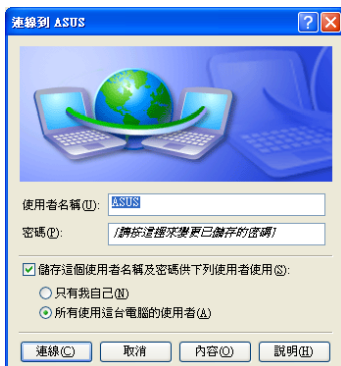 連線到 ASUS
使用者名稱(U): ASUS
密碼(P): [請按這裡來變更已儲存的密碼]
儲存這個使用者名稱及密碼供下列使用者使用(S):
只有我自己(N)
所有使用這台電腦的使用者(A)
連線(C) 取消 內容(O) 說明(H)